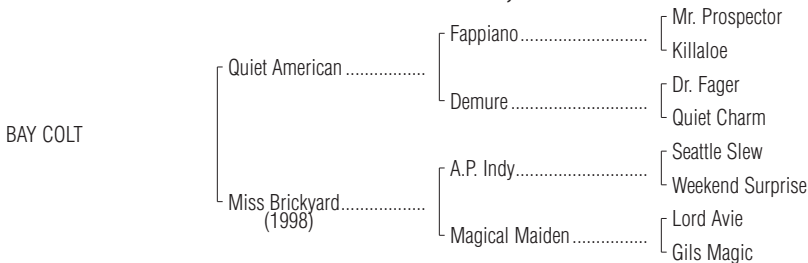 Mr. Prospector
Fappiano...........................
Killaloe
Quiet American .................
Dr. Fager
Demure .............................
Quiet Charm
BAY COLT
Seattle Slew
A.P. Indy............................
Weekend Surprise
Miss Brickyard..................
(1998)
Lord Avie
Magical Maiden................
Gils Magic